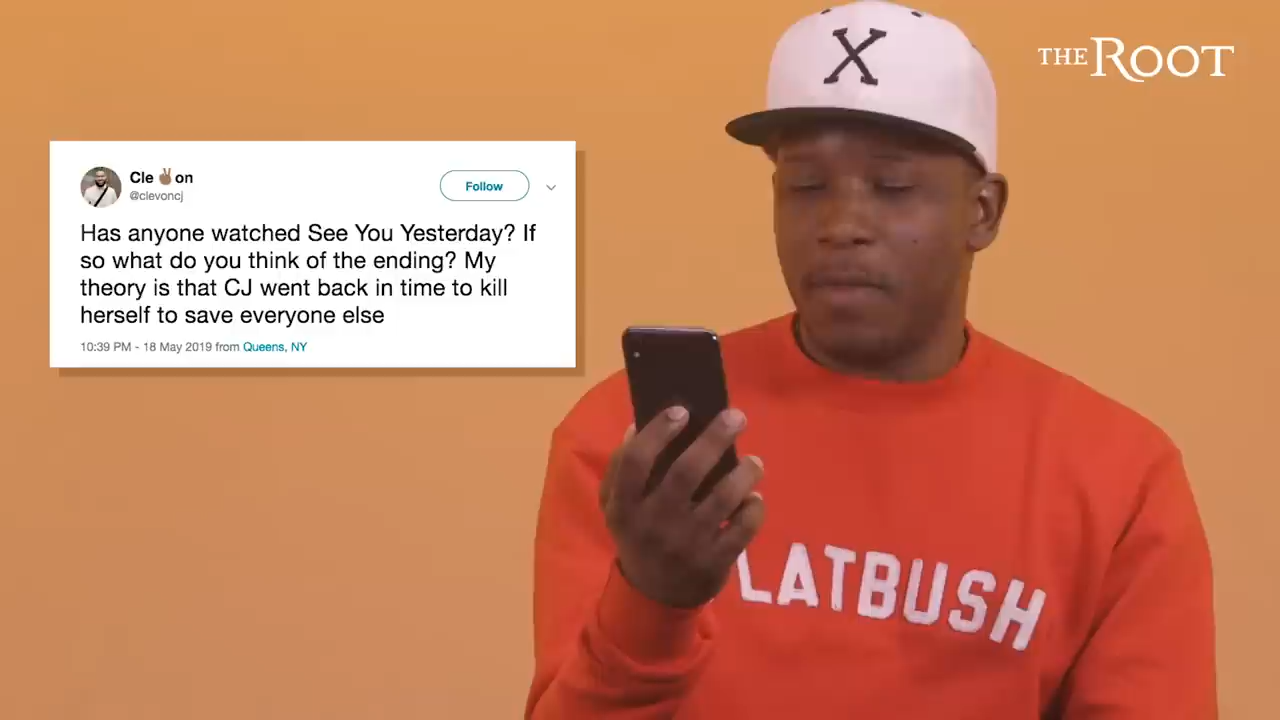 THE ROOT
X
Cle ✌🏾on
@clevoncj
Follow
Has anyone watched See You Yesterday? If
so what do you think of the ending? My
theory is that CJ went back in time to kill
herself to save everyone else
10:39 PM - 18 May 2019 from Queens, NY
LATBUSH